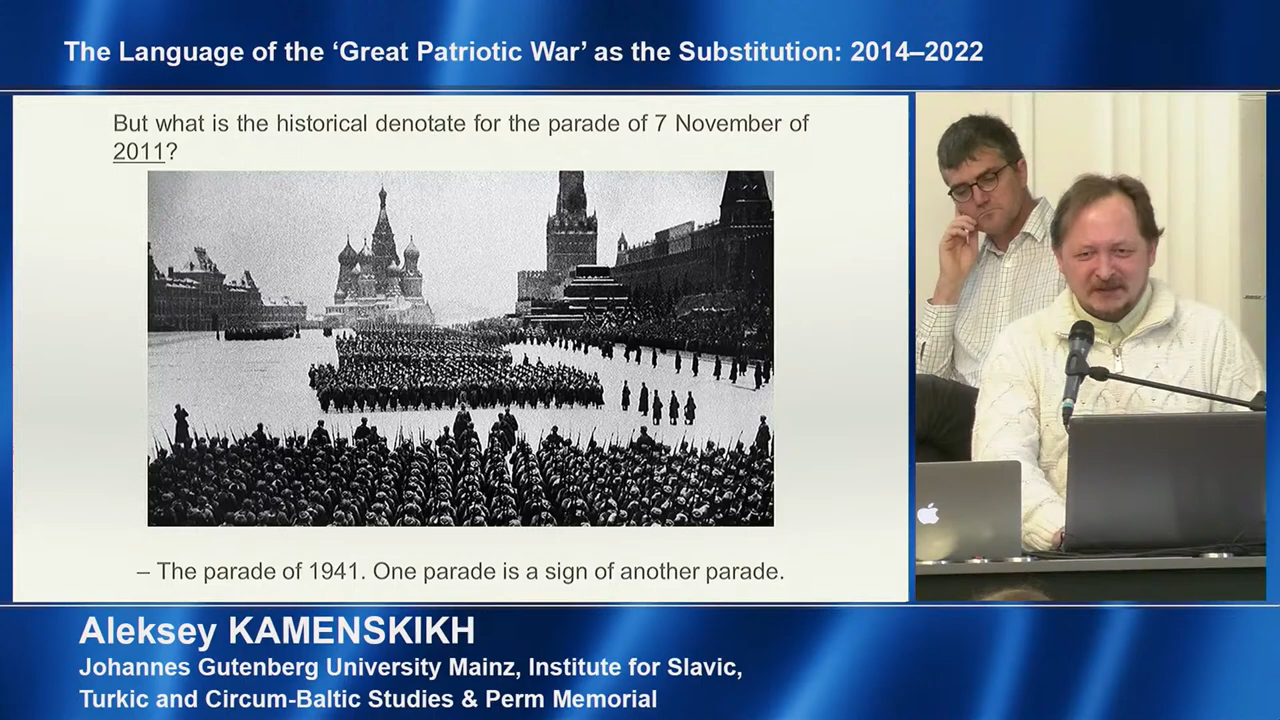 The Language of the ‘Great Patriotic War’ as the Substitution: 2014–2022
But what is the historical denotate for the parade of 7 November of
2011?
– The parade of 1941. One parade is a sign of another parade.
Aleksey KAMENSKIKH
Johannes Gutenberg University Mainz, Institute for Slavic,
Turkic and Circum-Baltic Studies & Perm Memorial